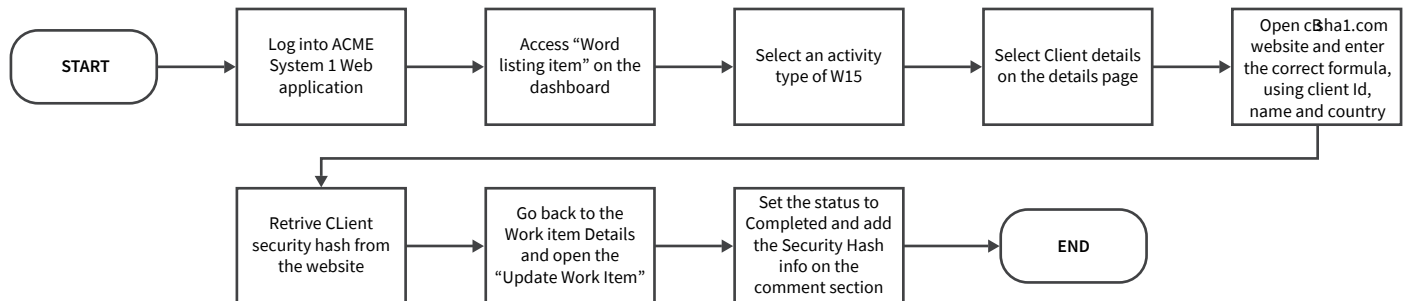 START
Log into ACME
System 1 Web
application
Access “Word
listing item” on the
dashboard
Select an activity
type of W15
Select Client details
on the details page
Open
website and enter
the correct formula,
using client Id,
name and country
Retrive CLient
security hash from
the website
Go back to the
Work item Details
and open the
“Update Work Item”
Set the status to
Completed and add
the Security Hash
info on the
comment section
END